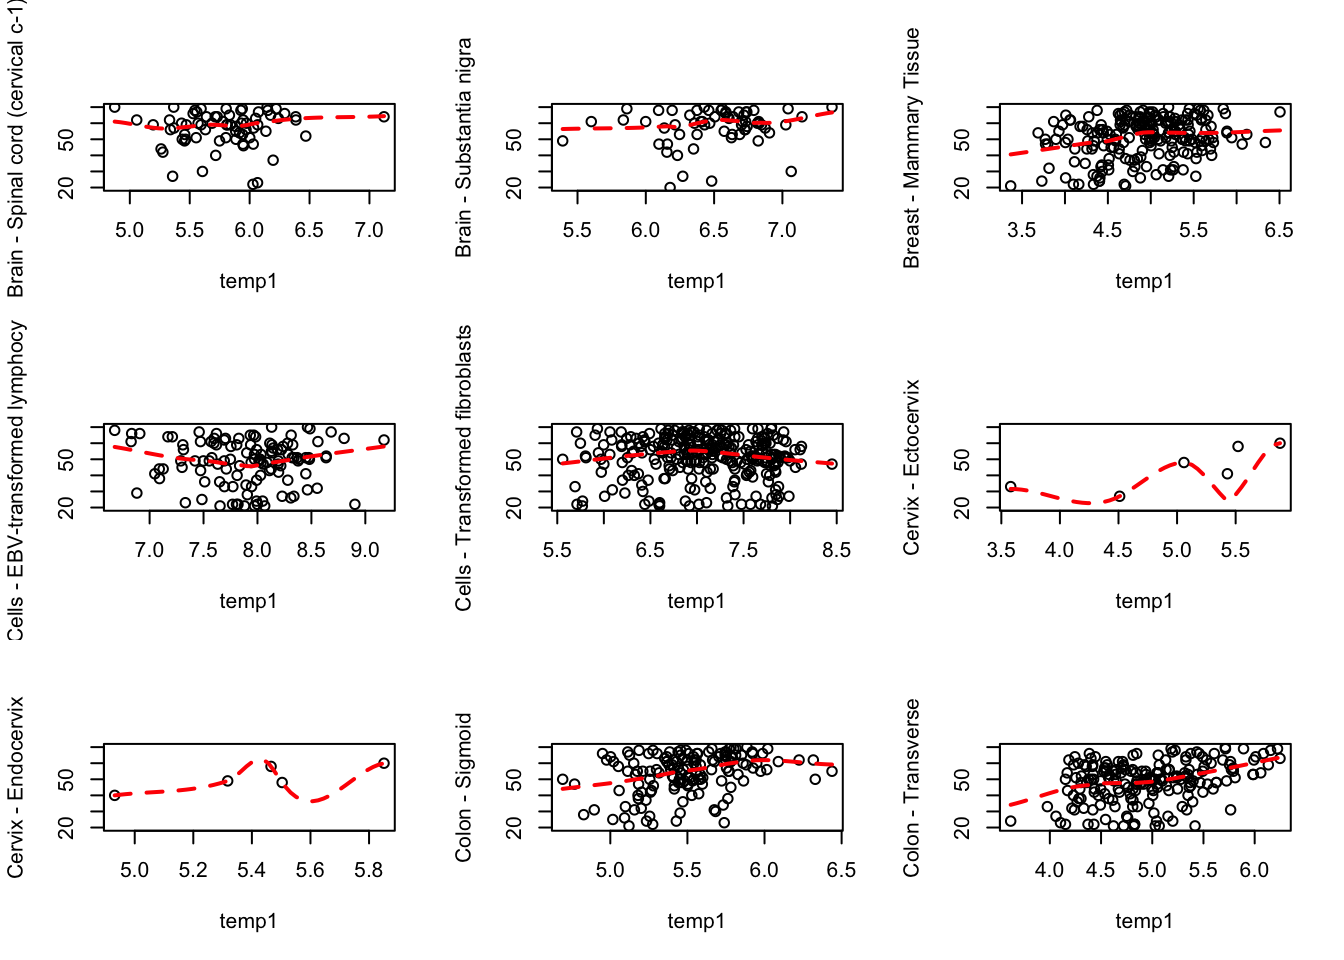 Brain - Spinal cord (cervical c-1)
20 50
5.0 5.5 6.0 6.5 7.0
temp1
Brain - Substantia nigra
20 50
5.5 6.0 6.5 7.0
temp1
Breast - Mammary Tissue
20 50
3.5 4.5 5.5 6.5
temp1
Cells - EBV-transformed lymphocy
20 50
7.0 7.5 8.0 8.5 9.0
temp1
Cells - Transformed fibroblasts
20 50
5.5 6.5 7.5 8.5
temp1
Cervix - Ectocervix
20 50
3.5 4.0 4.5 5.0 5.5
temp1
Cervix - Endocervix
20 50
5.0 5.2 5.4 5.6 5.8
temp1
Colon - Sigmoid
20 50
5.0 5.5 6.0 6.5
temp1
Colon - Transverse
20 50
4.0 4.5 5.0 5.5 6.0
temp1